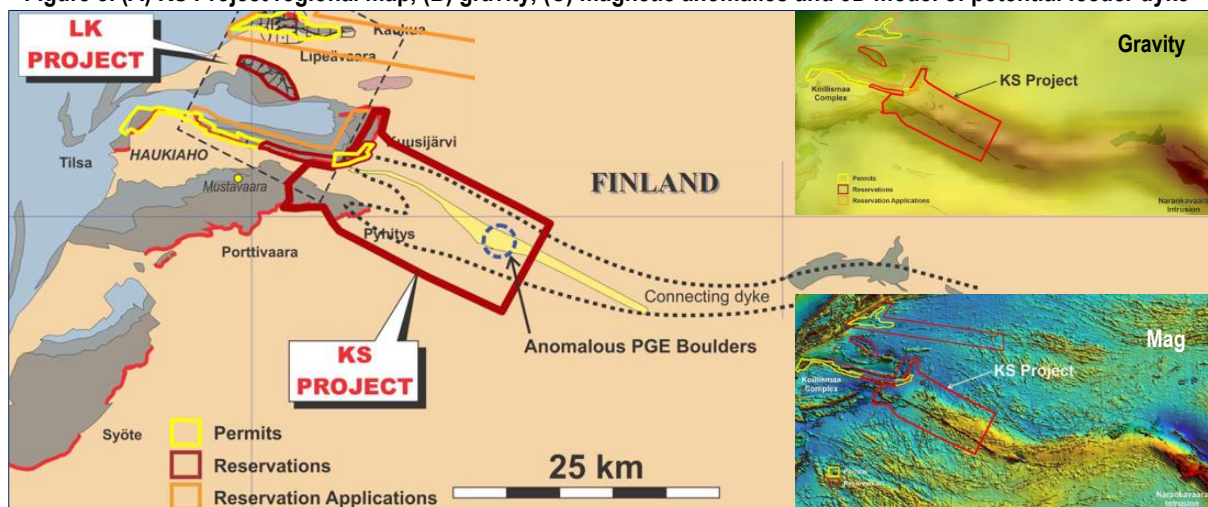 LK
PROJECT
Kaukua
Lipeävaara
Kuusijärvi
Tilsa
HAUKIAHO
Mustavaara
FINLAND
Pyhitys
Porttivaara
Connecting dyke
Anomalous PGE Boulders
KS
PROJECT
Syöte
Permits
Reservations
Reservation Applications
25 km
Gravity
KS Project
Koillismaa
Complex
Permits
Reservations
Reservation Applications
Narankavaara
Intrusion
Mag
KS Project
Koillismaa
Complex
Reservations
Narankavaara
Intrusion